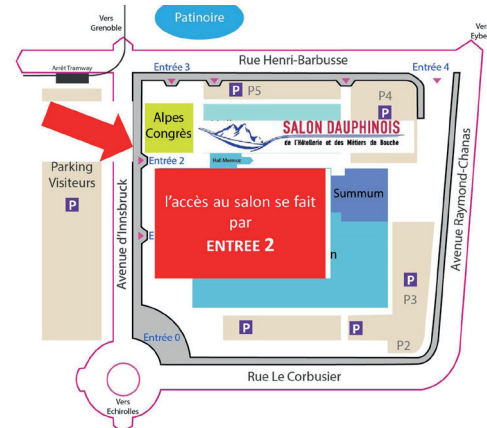 Vers
Grenoble
Patinoire
Vers
Eybe
Rue Henri-Barbusse
Arrêt Tramway
Entrée 3
Entrée 4
P P5
P4
P
Alpes
Congrès
SALON DAUPHINOIS
de l'Hôtellerie et des Métiers de Bouche
Entrée 2
Parking
Visiteurs
P
Avenue d'Innsbruck
Summum
Avenue Raymond-Chanas
l'accès au salon se fait
par
ENTREE 2
E
n
P
P3
P
P
P2
Entrée 0
Rue Le Corbusier
Vers
Echirolles